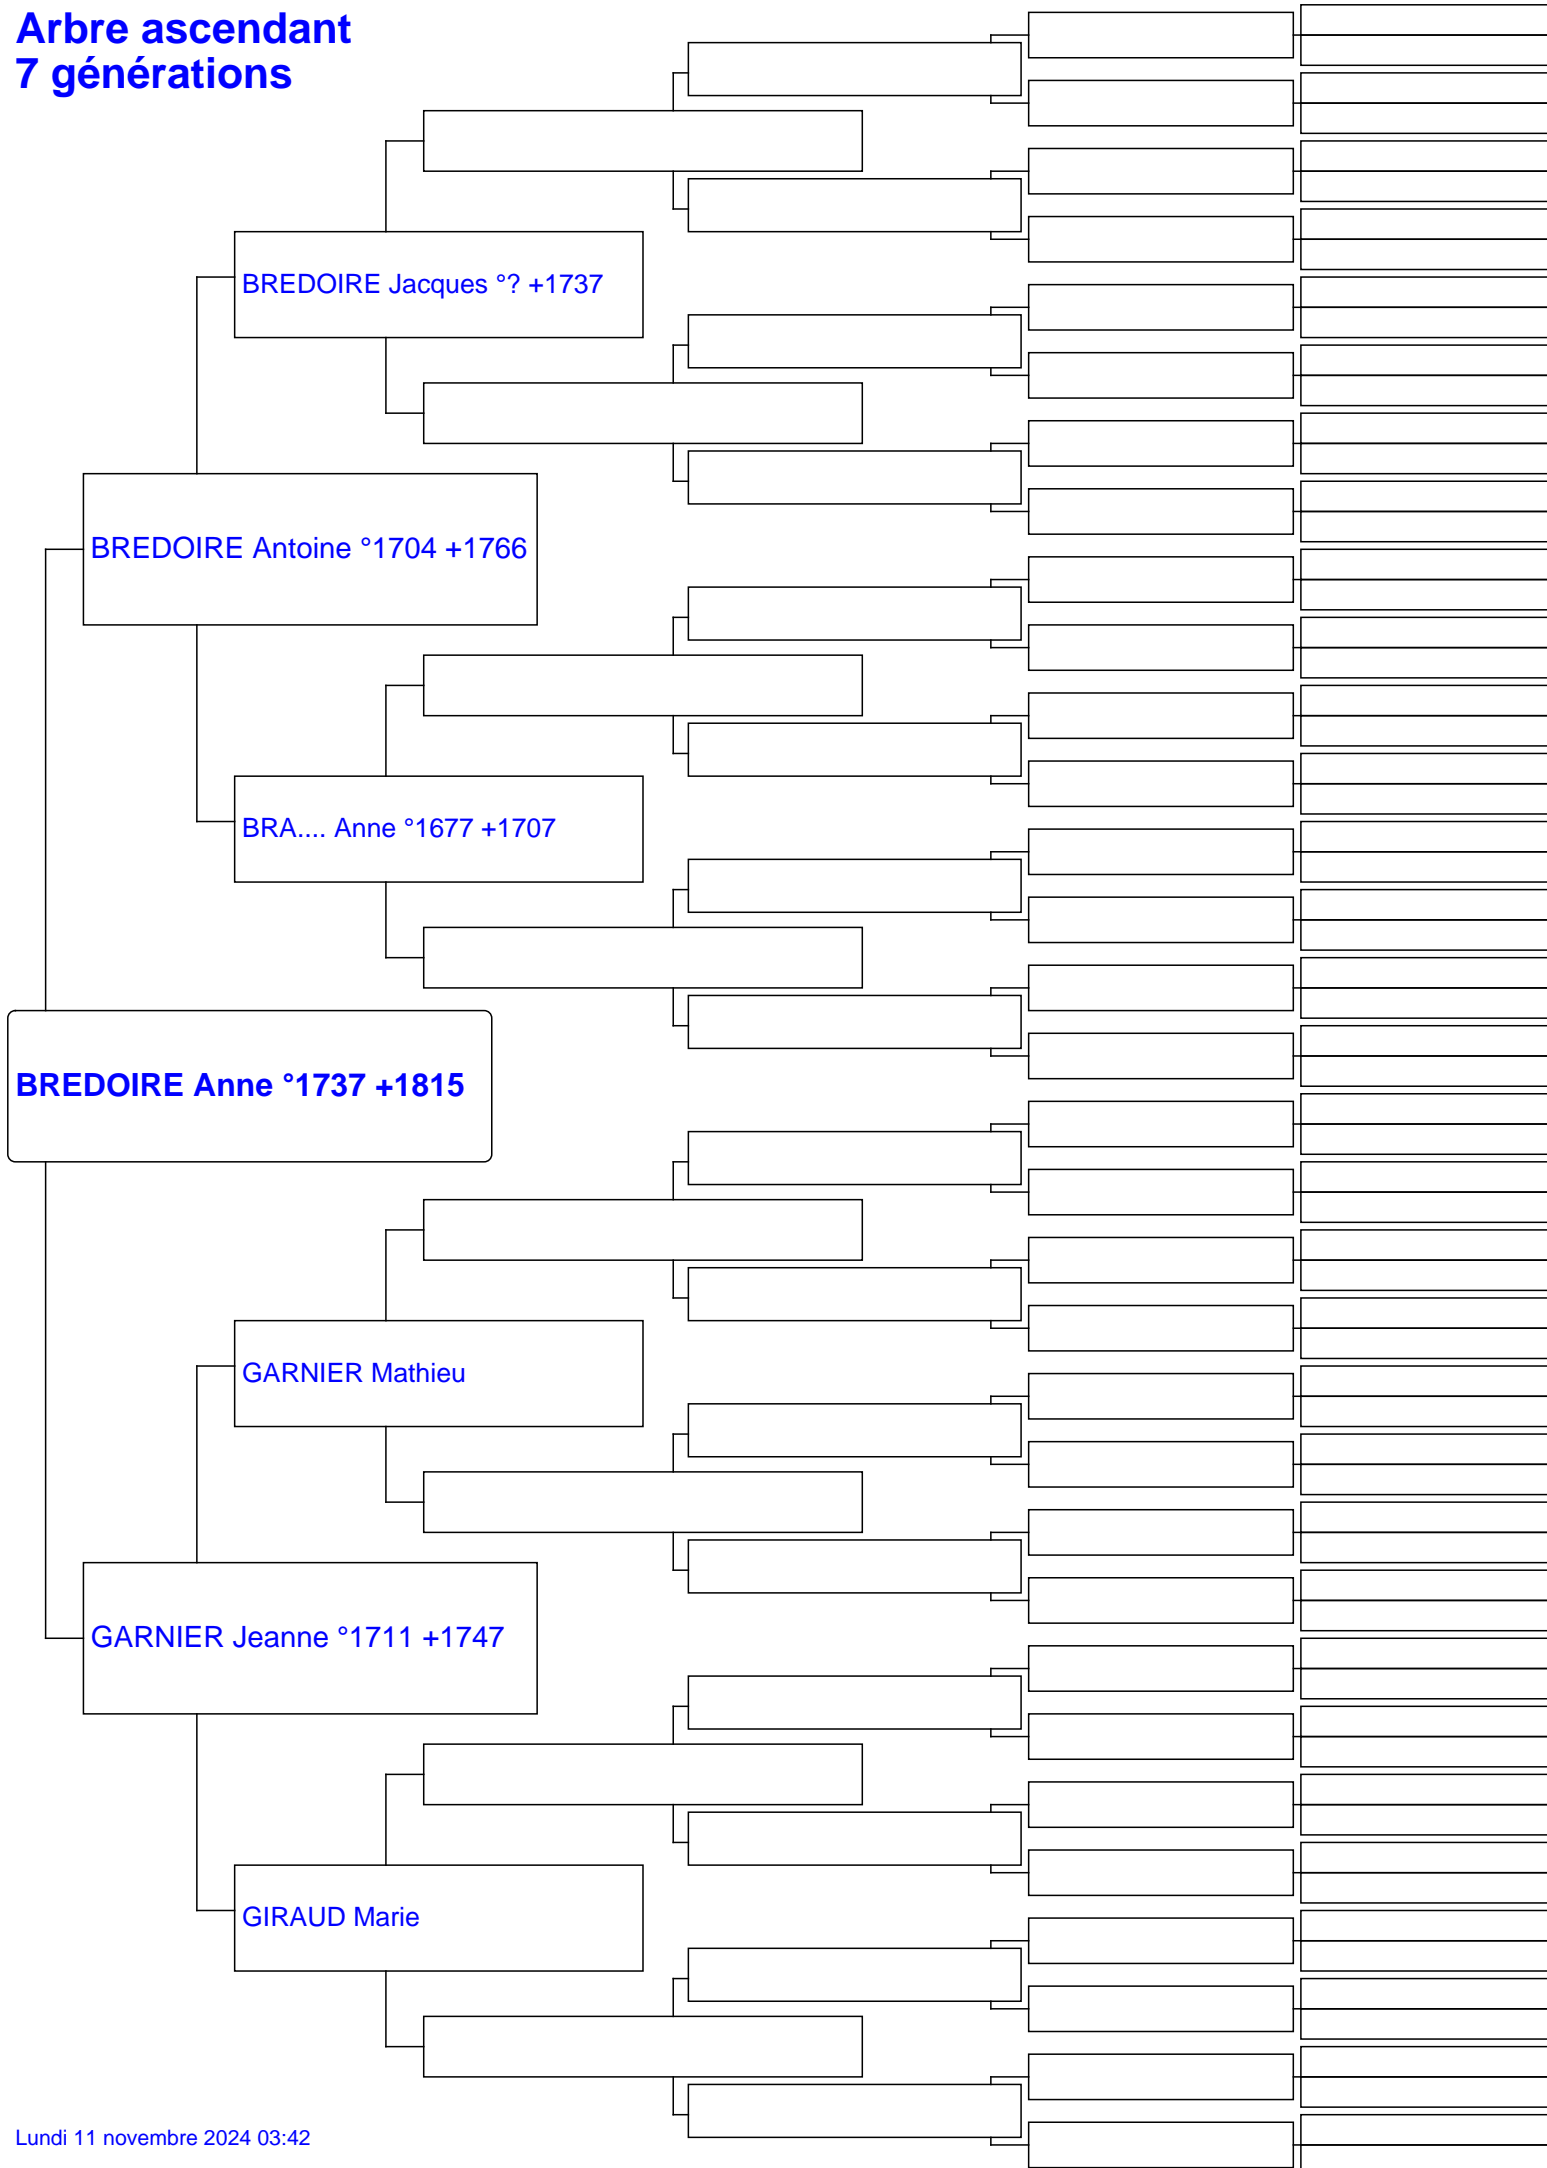 Arbre ascendant
7 générations
BREDOIRE Jacques °? +1737
BREDOIRE Antoine °1704 +1766
BRA.... Anne °1677 +1707
BREDOIRE Anne °1737 +1815
GARNIER Mathieu
GARNIER Jeanne °1711 +1747
GIRAUD Marie
Lundi 11 novembre 2024 03:42